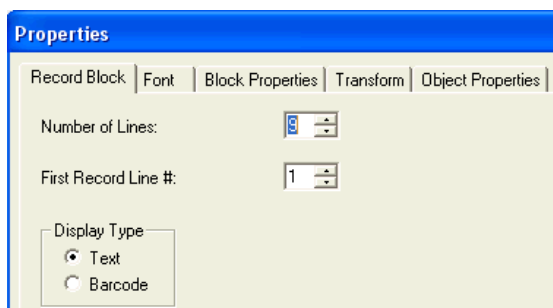 Properties
Record Block Font Block Properties Transform Object Properties
Number of Lines: 9
First Record Line #: 1
Display Type
Text
Barcode